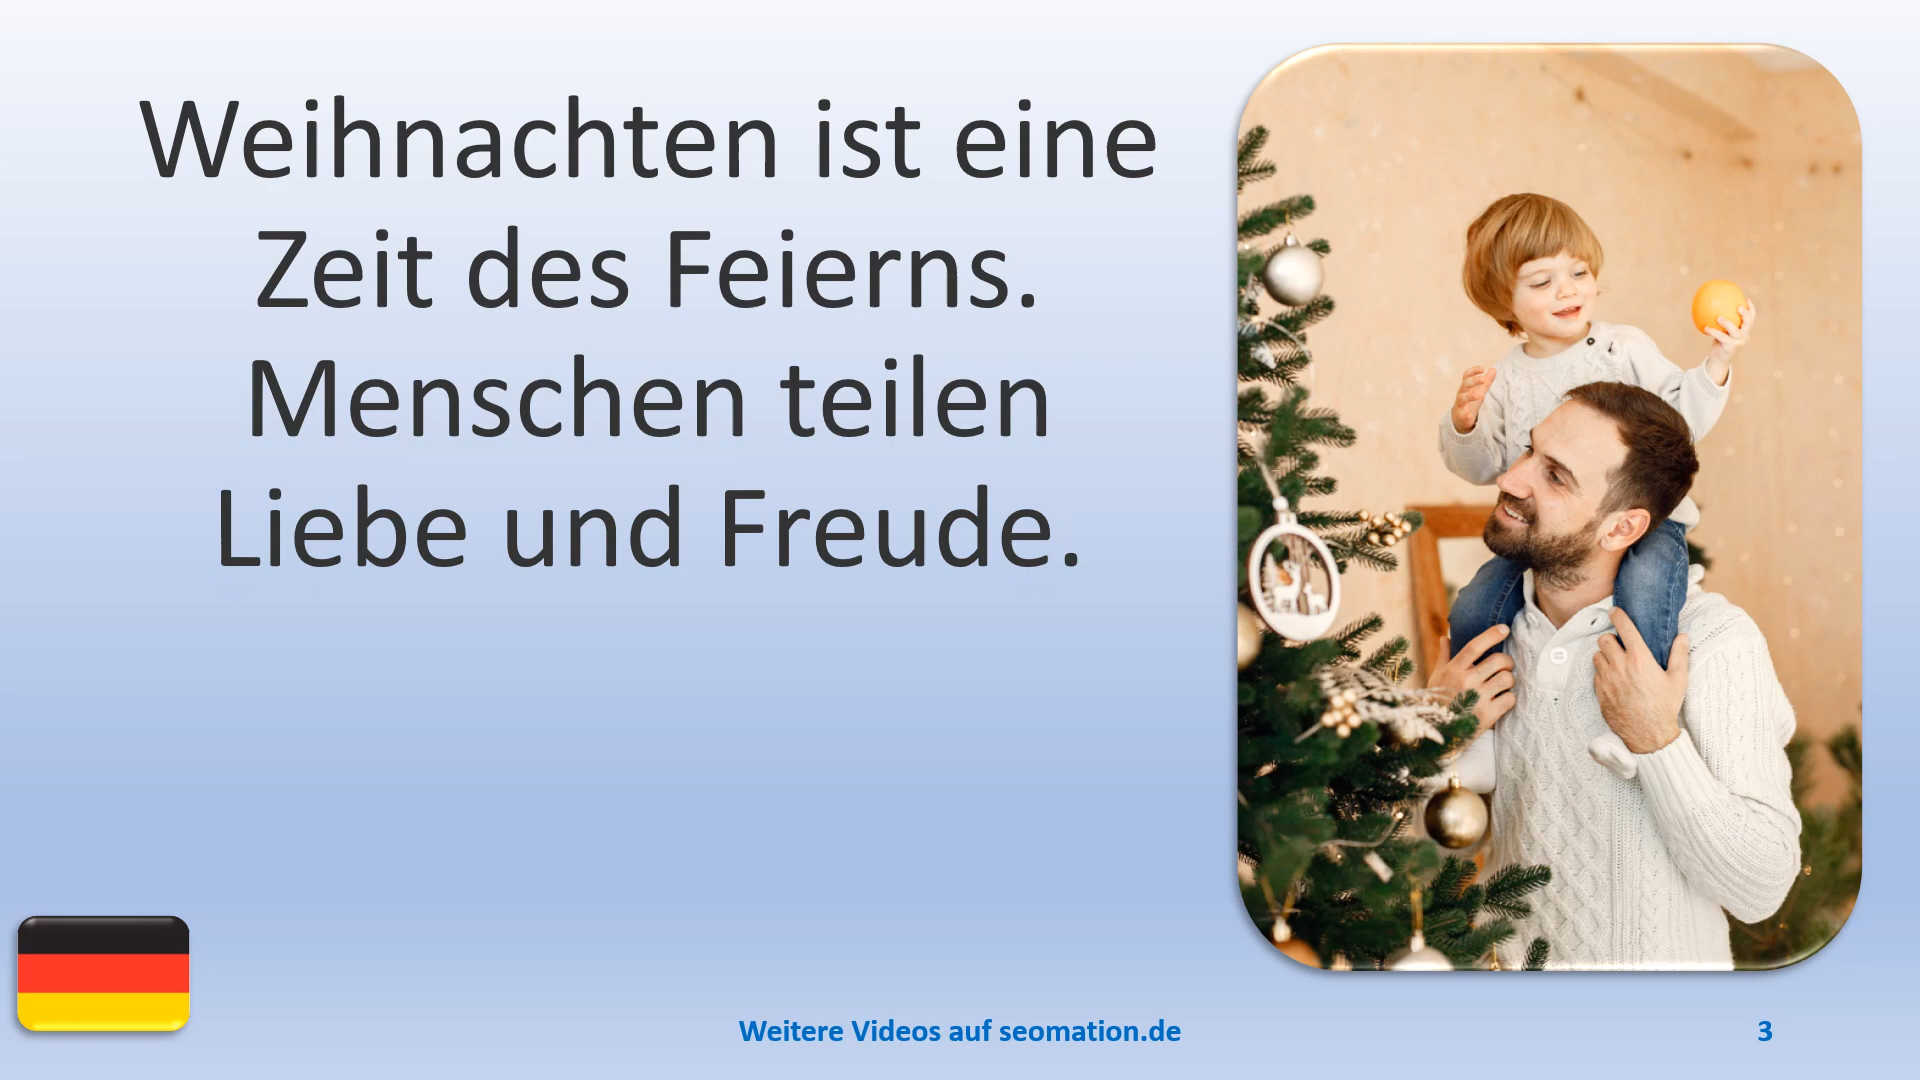 Weihnachten ist eine
Zeit des Feierns.
Menschen teilen
Liebe und Freude.
Weitere Videos auf seomation.de
3